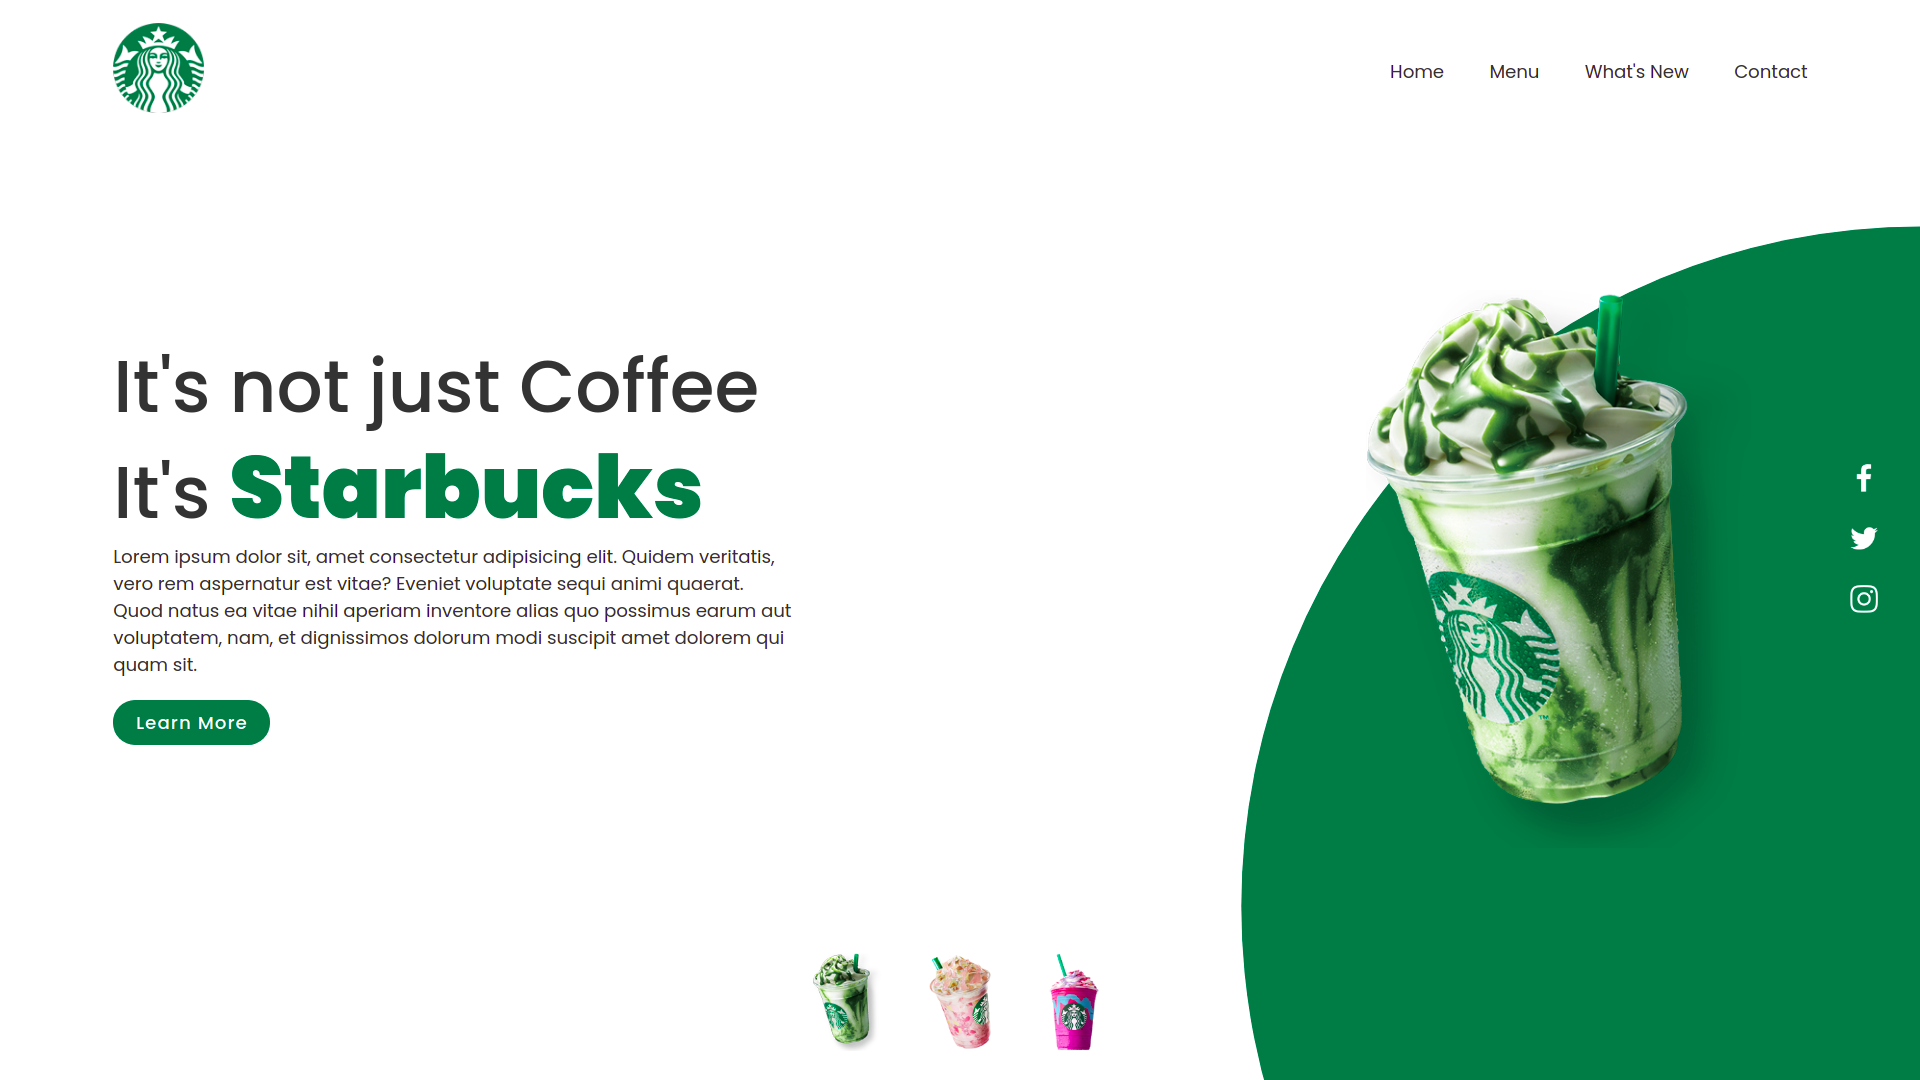 Home Menu What's New Contact
It's not just Coffee
It's Starbucks
Lorem ipsum dolor sit, amet consectetur adipisicing elit. Quidem veritatis,
vero rem aspernatur est vitae? Eveniet voluptate sequi animi quaerat.
Quod natus ea vitae nihil aperiam inventore alias quo possimus earum aut
voluptatem, nam, et dignissimos dolorum modi suscipit amet dolorem qui
quam sit.
Learn More
TM